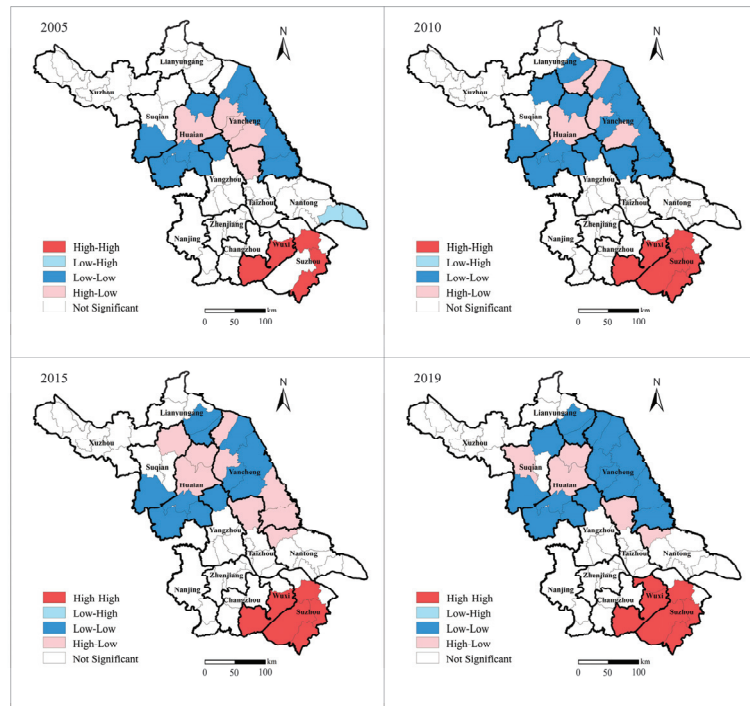 2005
N
Lianyungang
Xuzhou
Suqian
Huaian
Yancheng
Yangzhou
Taizhou
Nantong
Zhenjiang
Nanjing
Changzhou
Wuxi
Suzhou
High-High
Low-High
Low-Low
High-Low
Not Significant
km
0 50 100
2010
N
Lianyungang
Xuzhou
Suqian
Huaian
Yancheng
Yangzhou
Taizhou
Nantong
Zhenjiang
Nanjing
Changzhou
Wuxi
Suzhou
High-High
Low-High
Low-Low
High-Low
Not Significant
km
0 50 100
2015
N
Lianyungang
Xuzhou
Suqian
Huaian
Yancheng
Yangzhou
Taizhou
Nantong
Zhenjiang
Nanjing
Changzhou
Wuxi
Suzhou
High High
Low-High
Low-Low
High-Low
Not Significant
km
0 50 100
2019
N
Lianyungang
Xuzhou
Suqian
Huaian
Yancheng
Yangzhou
Taizhou
Nantong
Zhenjiang
Nanjing
Changzhou
Wuxi
Suzhou
High High
Low-High
Low-Low
High-Low
Not Significant
km
0 50 100